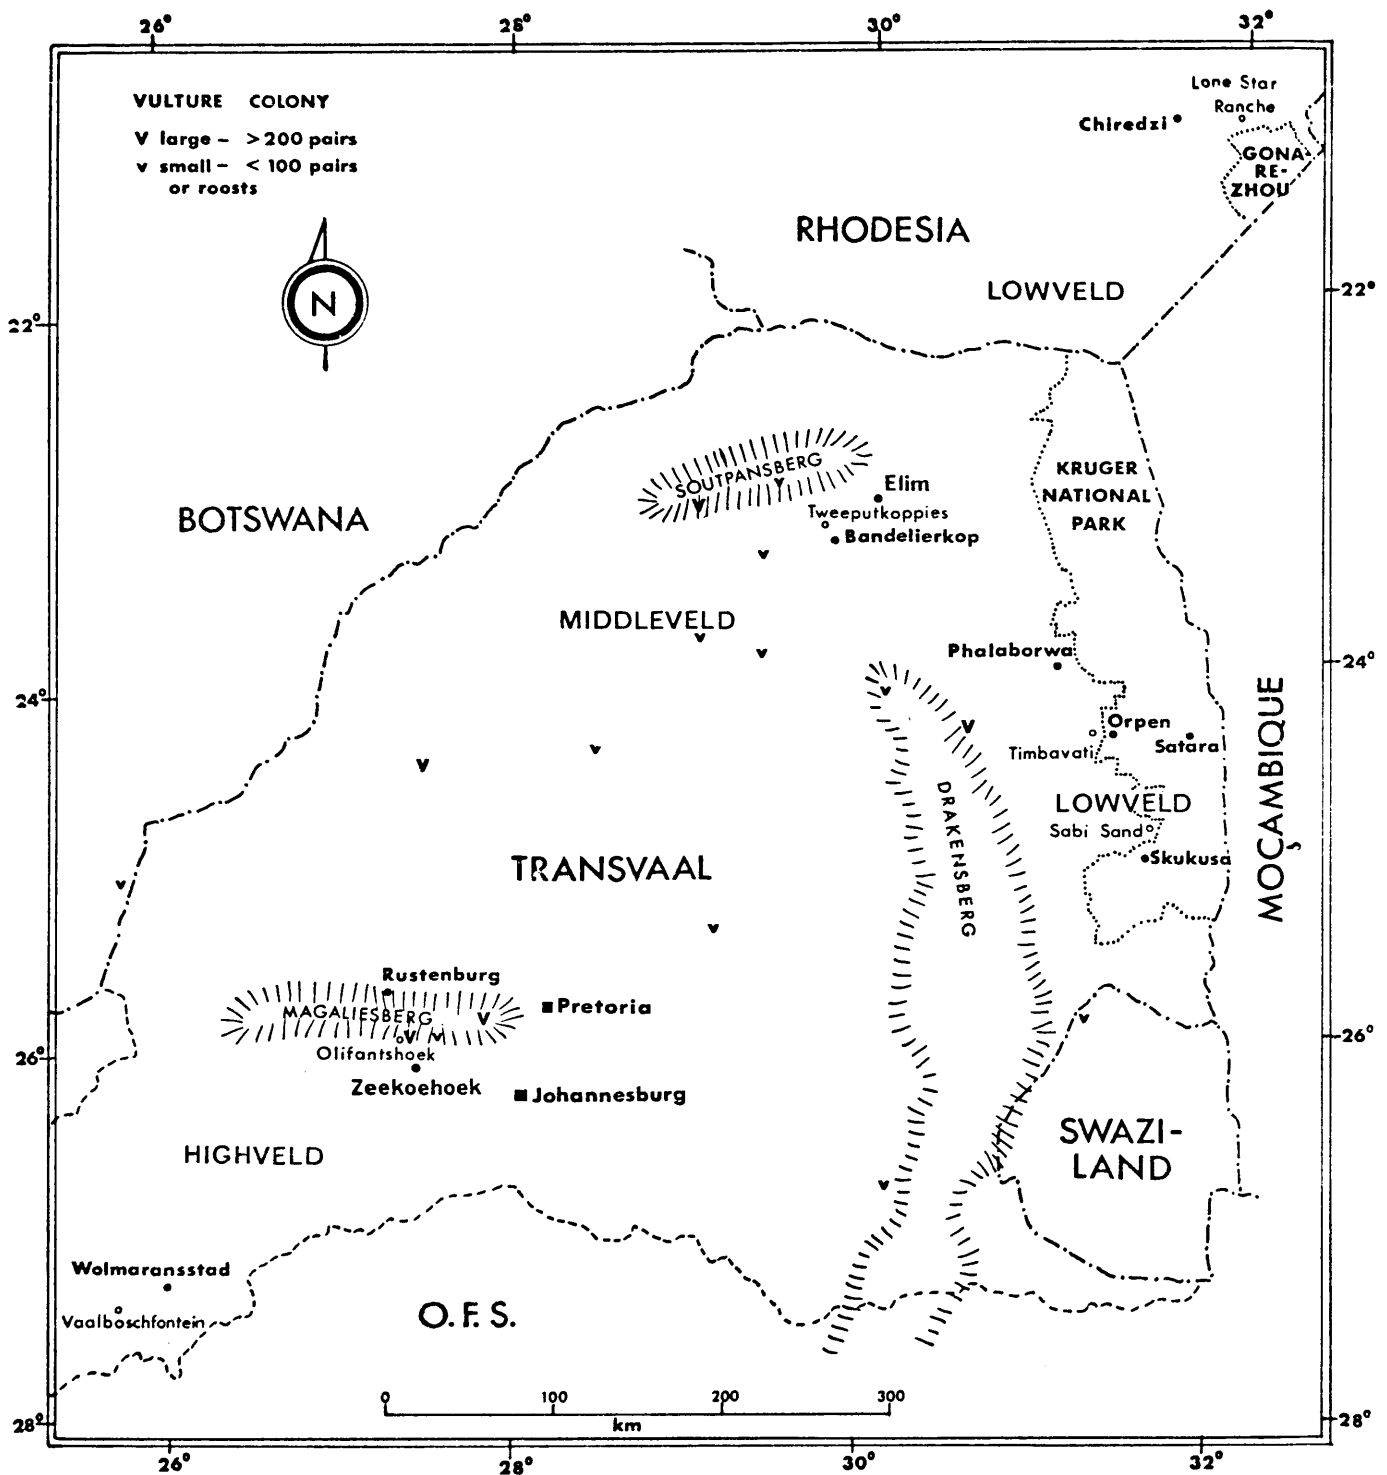 26° 28° 30° 32°
VULTURE COLONY
V large – > 200 pairs
v small – < 100 pairs
or roosts
N
Lone Star
Ranche
Chiredzi
GONA-
RE-
ZHOU
RHODESIA
LOWVELD
22° 22°
SOUTPANSBERG
KRUGER
NATIONAL
PARK
Elim
Tweeputkoppies
Bandelierkop
BOTSWANA
MIDDLEVELD
Phalaborwa
24° 24°
Orpen
Timbavati
Satara
LOWVELD
Sabi Sand
Skukusa
DRAKENSBERG
MOÇAMBIQUE
TRANSVAAL
Rustenburg
MAGALIESBERG
Pretoria
Olifantshoek
26° 26°
Zeekoehoek
Johannesburg
SWAZI-
LAND
HIGHVELD
Wolmaransstad
Vaalboschfontein
O.F.S.
0 100 200 300
km
28° 28°
26° 28° 30° 32°